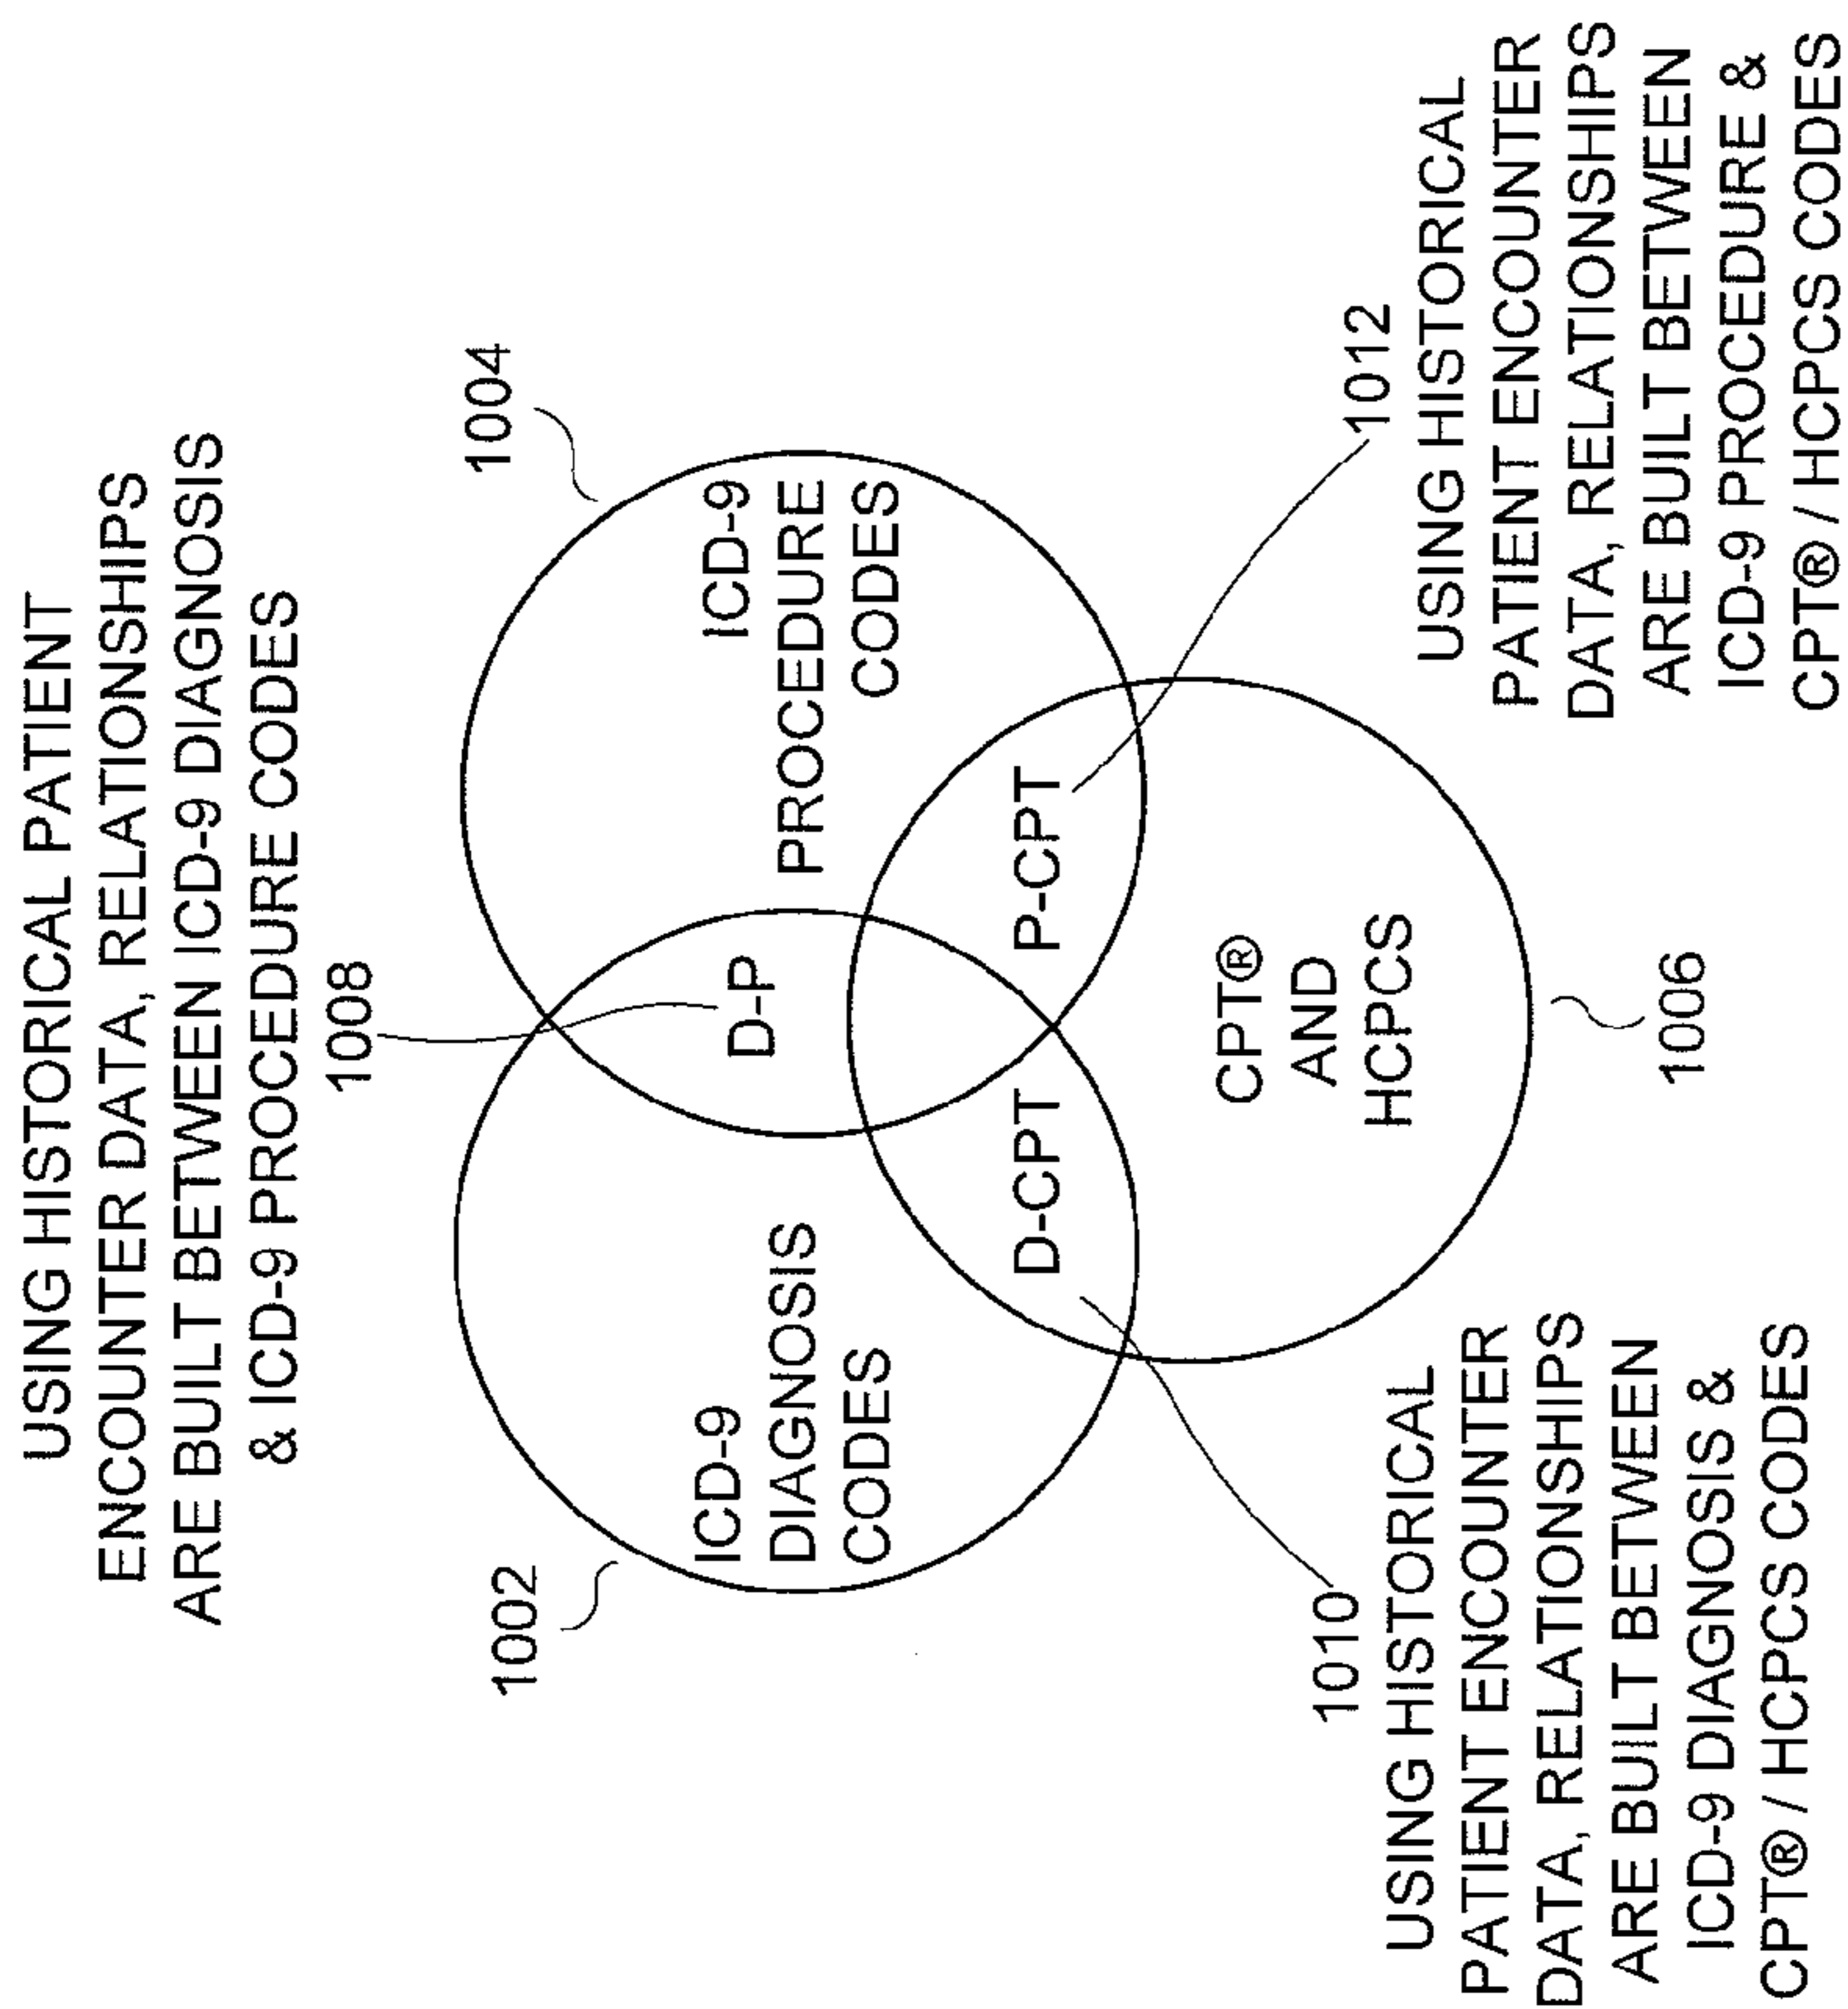 USING HISTORICAL PATIENT
ENCOUNTER DATA, RELATIONSHIPS
ARE BUILT BETWEEN ICD-9 DIAGNOSIS
& ICD-9 PROCEDURE CODES
1008
1002
1004
ICD-9
DIAGNOSIS
CODES
D-P
ICD-9
PROCEDURE
CODES
D-CPT
P-CPT
CPT®
AND
HCPCS
1006
1010
USING HISTORICAL
PATIENT ENCOUNTER
DATA, RELATIONSHIPS
ARE BUILT BETWEEN
ICD-9 DIAGNOSIS &
CPT® / HCPCS CODES
1012
USING HISTORICAL
PATIENT ENCOUNTER
DATA, RELATIONSHIPS
ARE BUILT BETWEEN
ICD-9 PROCEDURE &
CPT® / HCPCS CODES